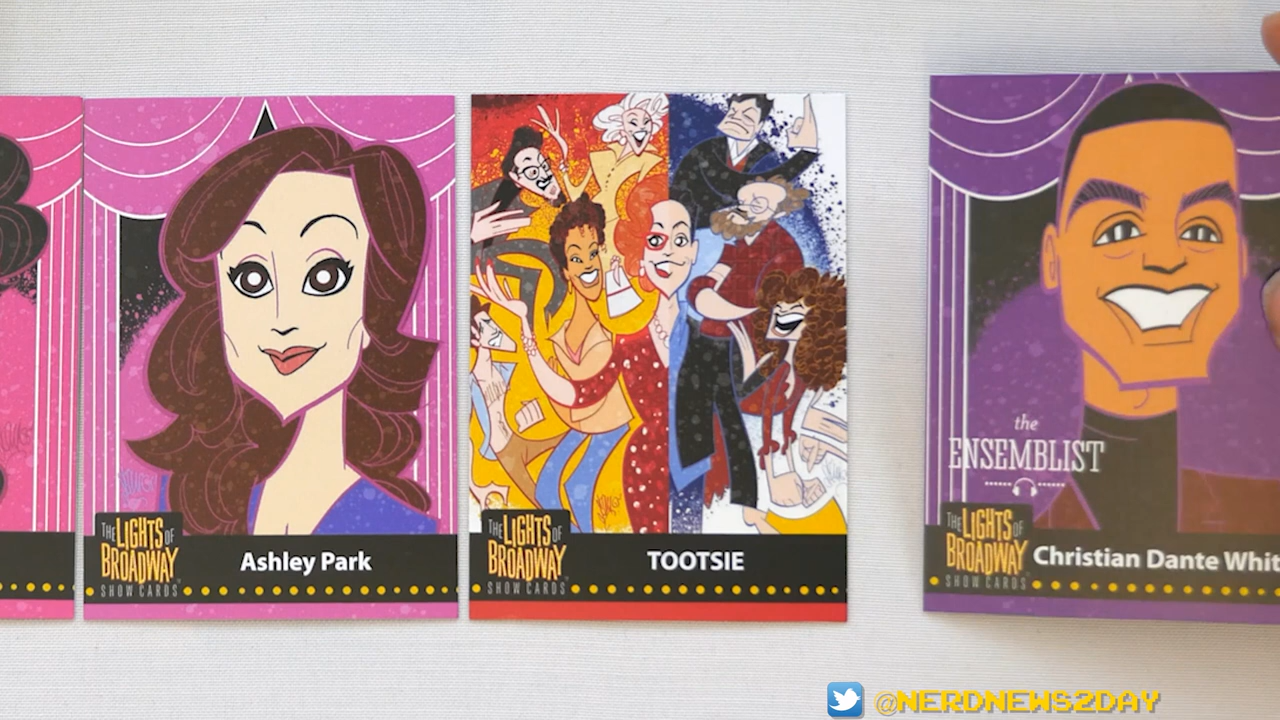 THE LIGHTS OF
BROADWAY
SHOW CARDS
Ashley Park
THE LIGHTS OF
BROADWAY
SHOW CARDS
TOOTSIE
the
ENSEMBLIST
THE LIGHTS OF
BROADWAY
SHOW CARDS
Christian Dante Whit
@NERDNEWS2DAY